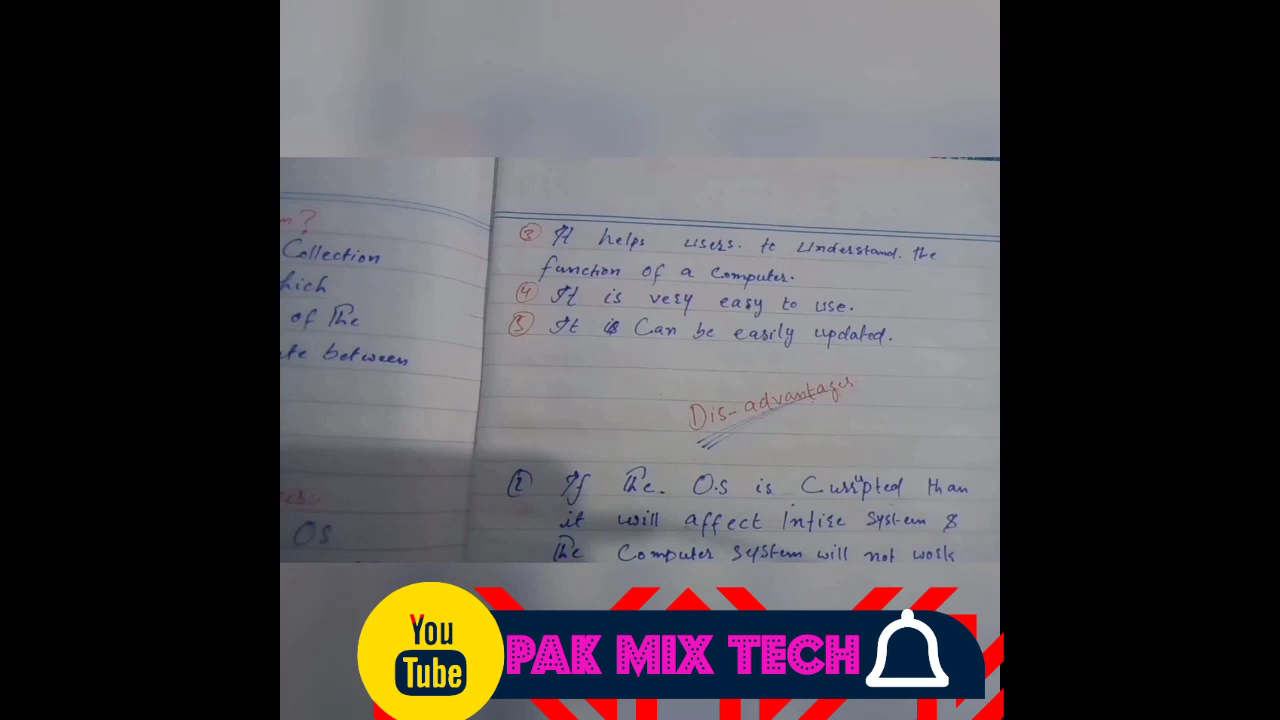 m?
Collection
hich
of the
te between
OS
③ It helps users. to understand. the
function of a Computer.
④ It is very easy to use.
⑤ It is Can be easily updated.
Dis-advantages
① If the. O.S is Currupted than
it will affect Intire system &
the Computer system will not work
You
Tube
PAK MIX TECH